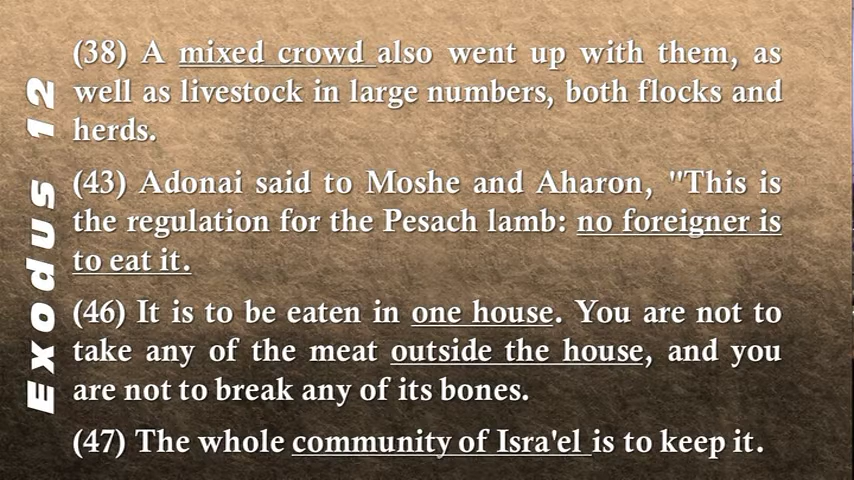 Exodus 12
(38) A mixed crowd also went up with them, as
well as livestock in large numbers, both flocks and
herds.
(43) Adonai said to Moshe and Aharon, "This is
the regulation for the Pesach lamb: no foreigner is
to eat it.
(46) It is to be eaten in one house. You are not to
take any of the meat outside the house, and you
are not to break any of its bones.
(47) The whole community of Isra'el is to keep it.